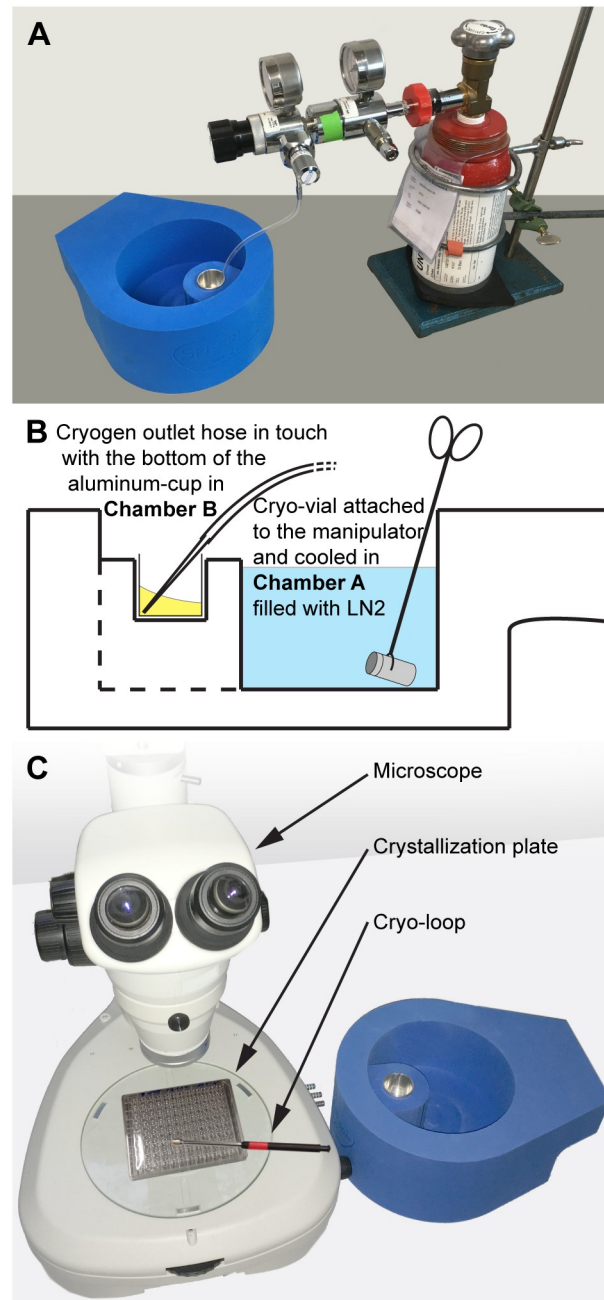 A
UN
B
Cryogen outlet hose in touch
with the bottom of the
aluminum-cup in
Chamber B
Cryo-vial attached
to the manipulator
and cooled in
Chamber A
filled with LN2
C
Microscope
Crystallization plate
Cryo-loop